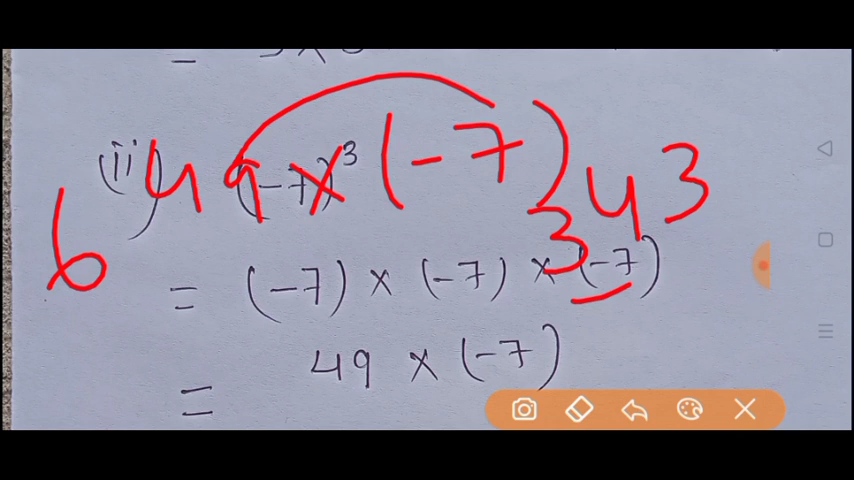 (ii) (-7)³
49 × (-7) 343
6
= (-7) × (-7) × (-7)
= 49 × (-7)